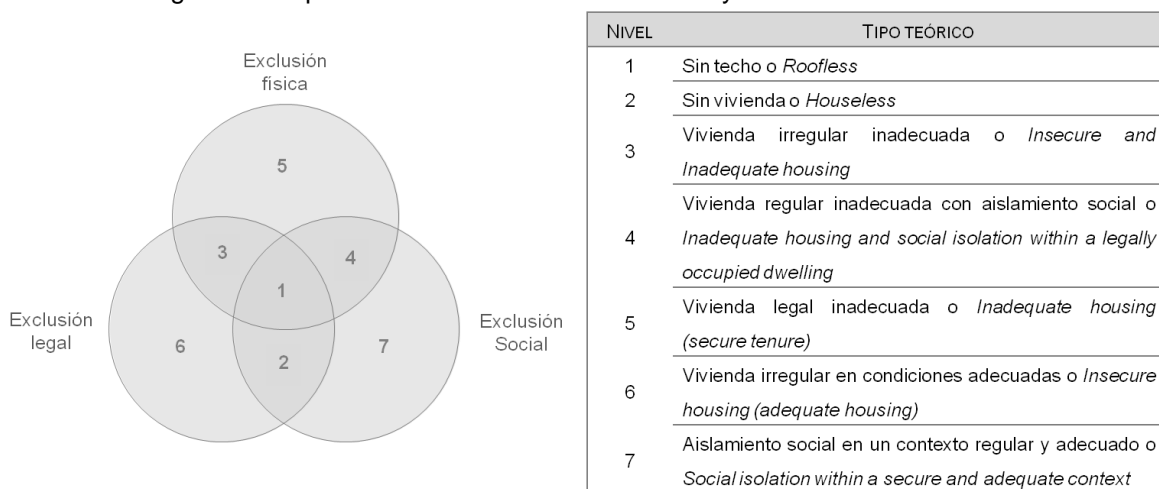 Exclusión
física
5
3
4
1
Exclusión
legal
Exclusión
Social
6
7
2
NIVEL TIPO TEÓRICO
1 Sin techo o Roofless
2 Sin vivienda o Houseless
3 Vivienda irregular inadecuada o Insecure and
Inadequate housing
4 Vivienda regular inadecuada con aislamiento social o
Inadequate housing and social isolation within a legally
occupied dwelling
5 Vivienda legal inadecuada o Inadequate housing
(secure tenure)
6 Vivienda irregular en condiciones adecuadas o Insecure
housing (adequate housing)
7 Aislamiento social en un contexto regular y adecuado o
Social isolation within a secure and adequate context